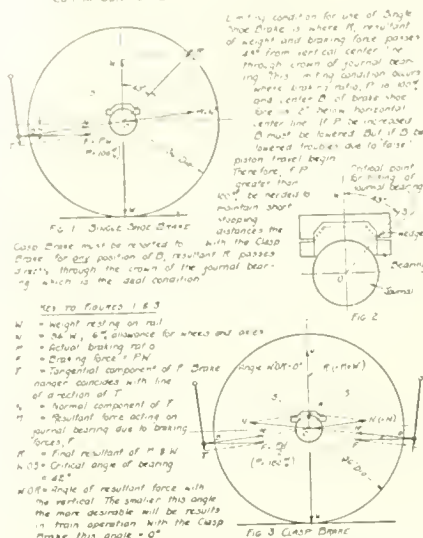 Limiting condition for use of Single
Shoe Brake is where R, resultant
of weight and braking force passes
from vertical center line
through crown of journal bear-
ing. This limiting condition occurs
where braking ratio, P is 100%
and center B of brake shoe
face is 2" below horizontal
center line. If P be increased
B must be lowered. But if B be
lowered troubles due to "false"
piston travel begin
Therefore, if P
greater than
100% be needed to
maintain short
stopping
distances the
FIG 1 SINGLE SHOE BRAKE
Clasp Brake must be resorted to. With the Clasp
Brake for any position of B, resultant R passes
directly through the crown of the journal bear-
ing which is the ideal condition
Critical point
for tilting of
journal bearing
Wedge
Bearing
Journal
FIG 2
KEY TO FIGURES 1 & 3
W = Weight resting on rail
P = Actual braking ratio
F = Braking force = PW
T = Tangential component of F. Brake
hanger coincides with line
of direction of T
N = Normal component of F
M = Resultant force acting on
journal bearing due to braking
forces, F
R = Final resultant of M & W
WOS = Critical angle of bearing
= 42°
WOR = Angle of resultant force with
the vertical. The smaller this angle
the more desirable will be results
in train operation. With the Clasp
Brake this angle = 0°
Angle WOR = 0°
FIG 3 CLASP BRAKE